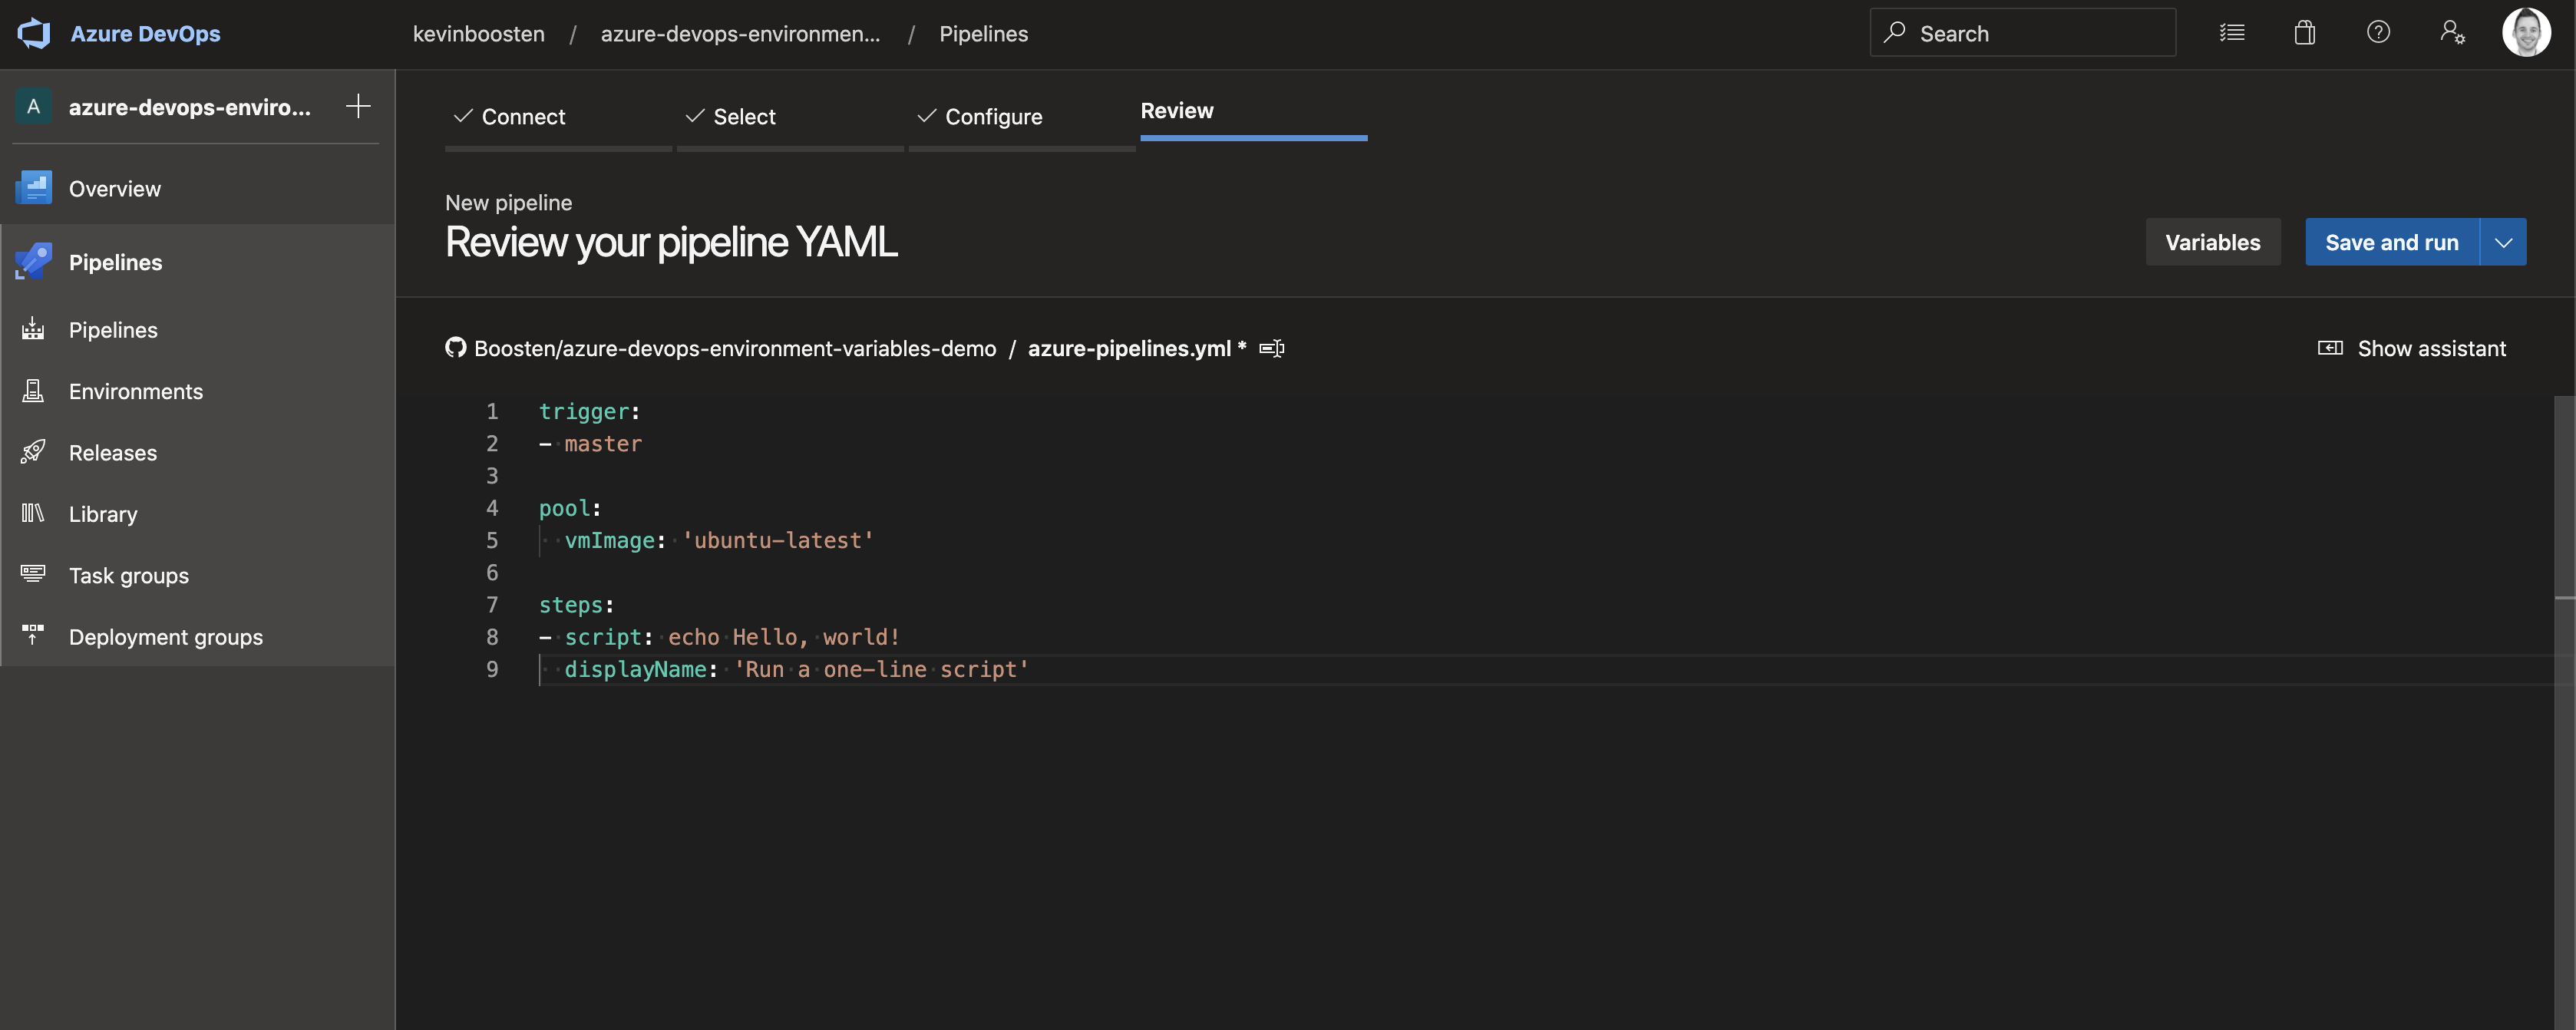 Azure DevOps
kevinboosten / azure-devops-environmen... / Pipelines
Search
A azure-devops-enviro...
Overview
Pipelines
Pipelines
Environments
Releases
Library
Task groups
Deployment groups
Connect
Select
Configure
Review
New pipeline
Review your pipeline YAML
Variables
Save and run
Boosten/azure-devops-environment-variables-demo / azure-pipelines.yml *
Show assistant
1 trigger:
2 - master
3
4 pool:
5   vmImage: 'ubuntu-latest'
6
7 steps:
8 - script: echo Hello, world!
9   displayName: 'Run a one-line script'